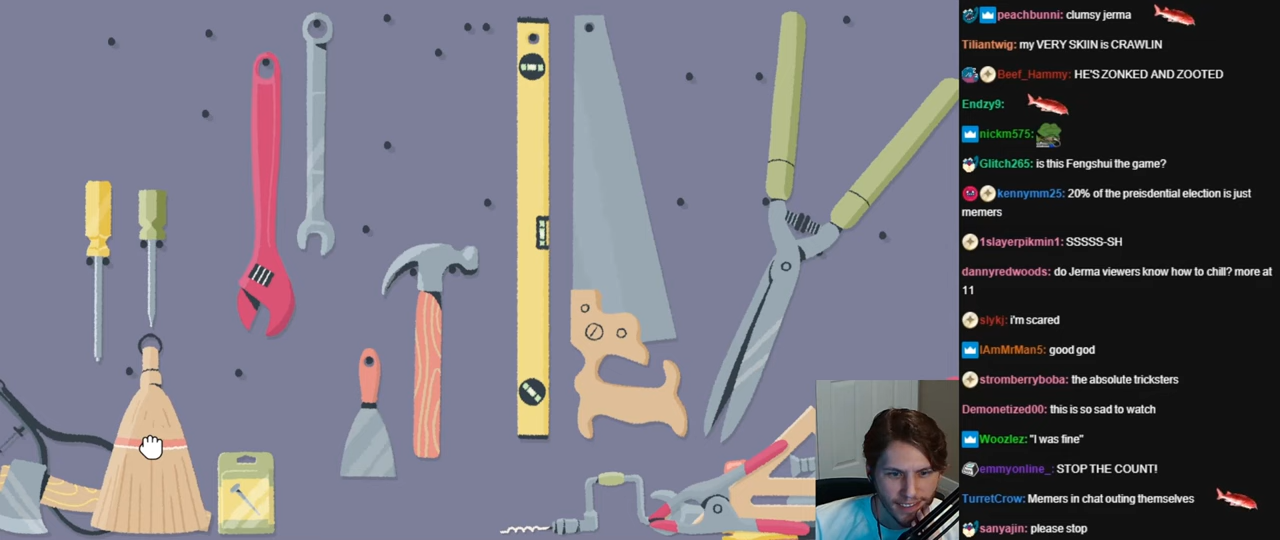 peachbunni: clumsy jerma
Tiliantwig: my VERY SKIIN is CRAWLIN
Beef_Hammy: HE'S ZONKED AND ZOOTED
Endzy9:
nickm575:
Glitch265: is this Fengshui the game?
kennymm25: 20% of the preisdential election is just
memers
1slayerpikmin1: SSSSS-SH
dannyredwoods: do Jerma viewers know how to chill? more at
11
slykj: i'm scared
IAmMrMan5: good god
stromberryboba: the absolute tricksters
Demonetized00: this is so sad to watch
Woozlez: "I was fine"
emmyonline_: STOP THE COUNT!
TurretCrow: Memers in chat outing themselves
sanyajin: please stop